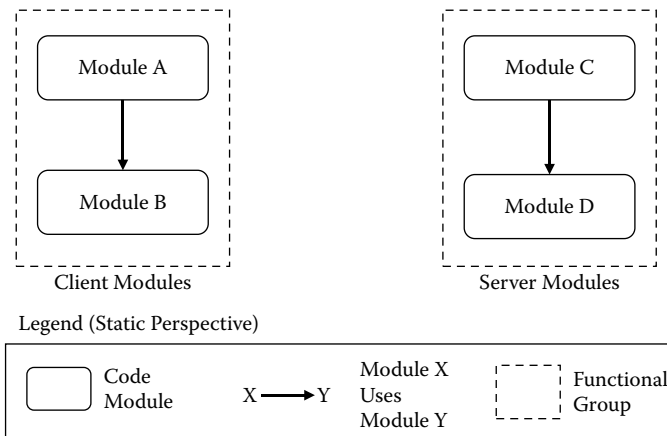 Module A
Module B
Client Modules
Module C
Module D
Server Modules
Legend (Static Perspective)
Code
Module
X
Y
Module X
Uses
Module Y
Functional
Group